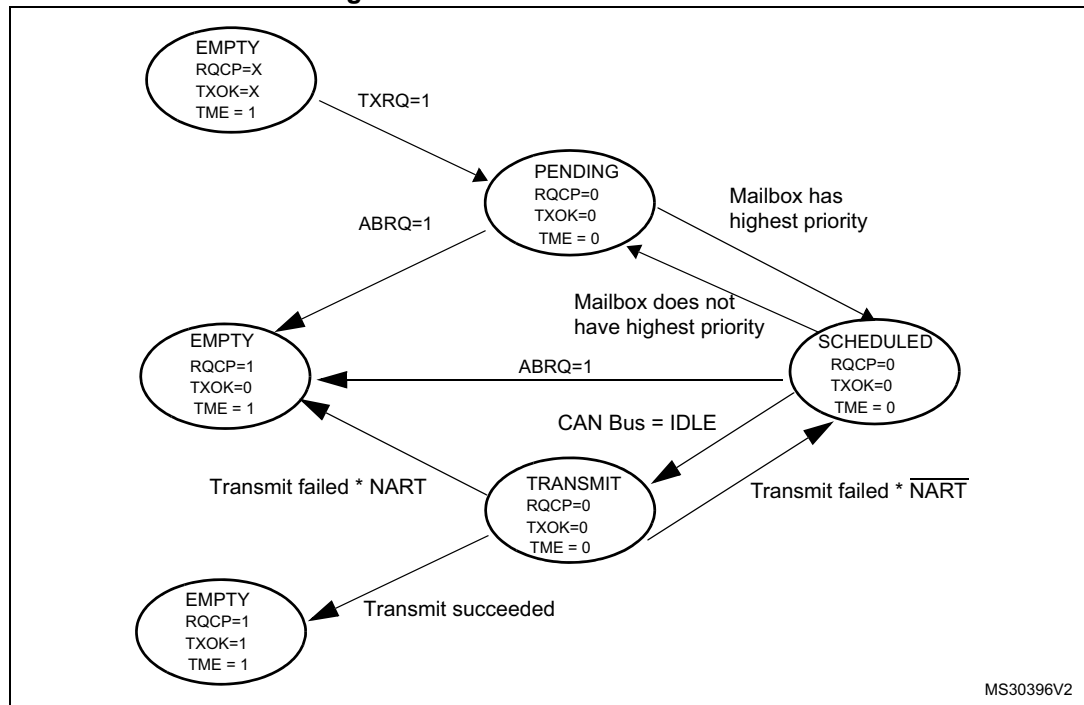 EMPTY
RQCP=X
TXOK=X
TME = 1
TXRQ=1
PENDING
RQCP=0
TXOK=0
TME = 0
Mailbox has
highest priority
ABRQ=1
Mailbox does not
have highest priority
EMPTY
RQCP=1
TXOK=0
TME = 1
ABRQ=1
SCHEDULED
RQCP=0
TXOK=0
TME = 0
CAN Bus = IDLE
Transmit failed * NART
TRANSMIT
RQCP=0
TXOK=0
TME = 0
Transmit failed * N̅A̅R̅T̅
EMPTY
RQCP=1
TXOK=1
TME = 1
Transmit succeeded
MS30396V2